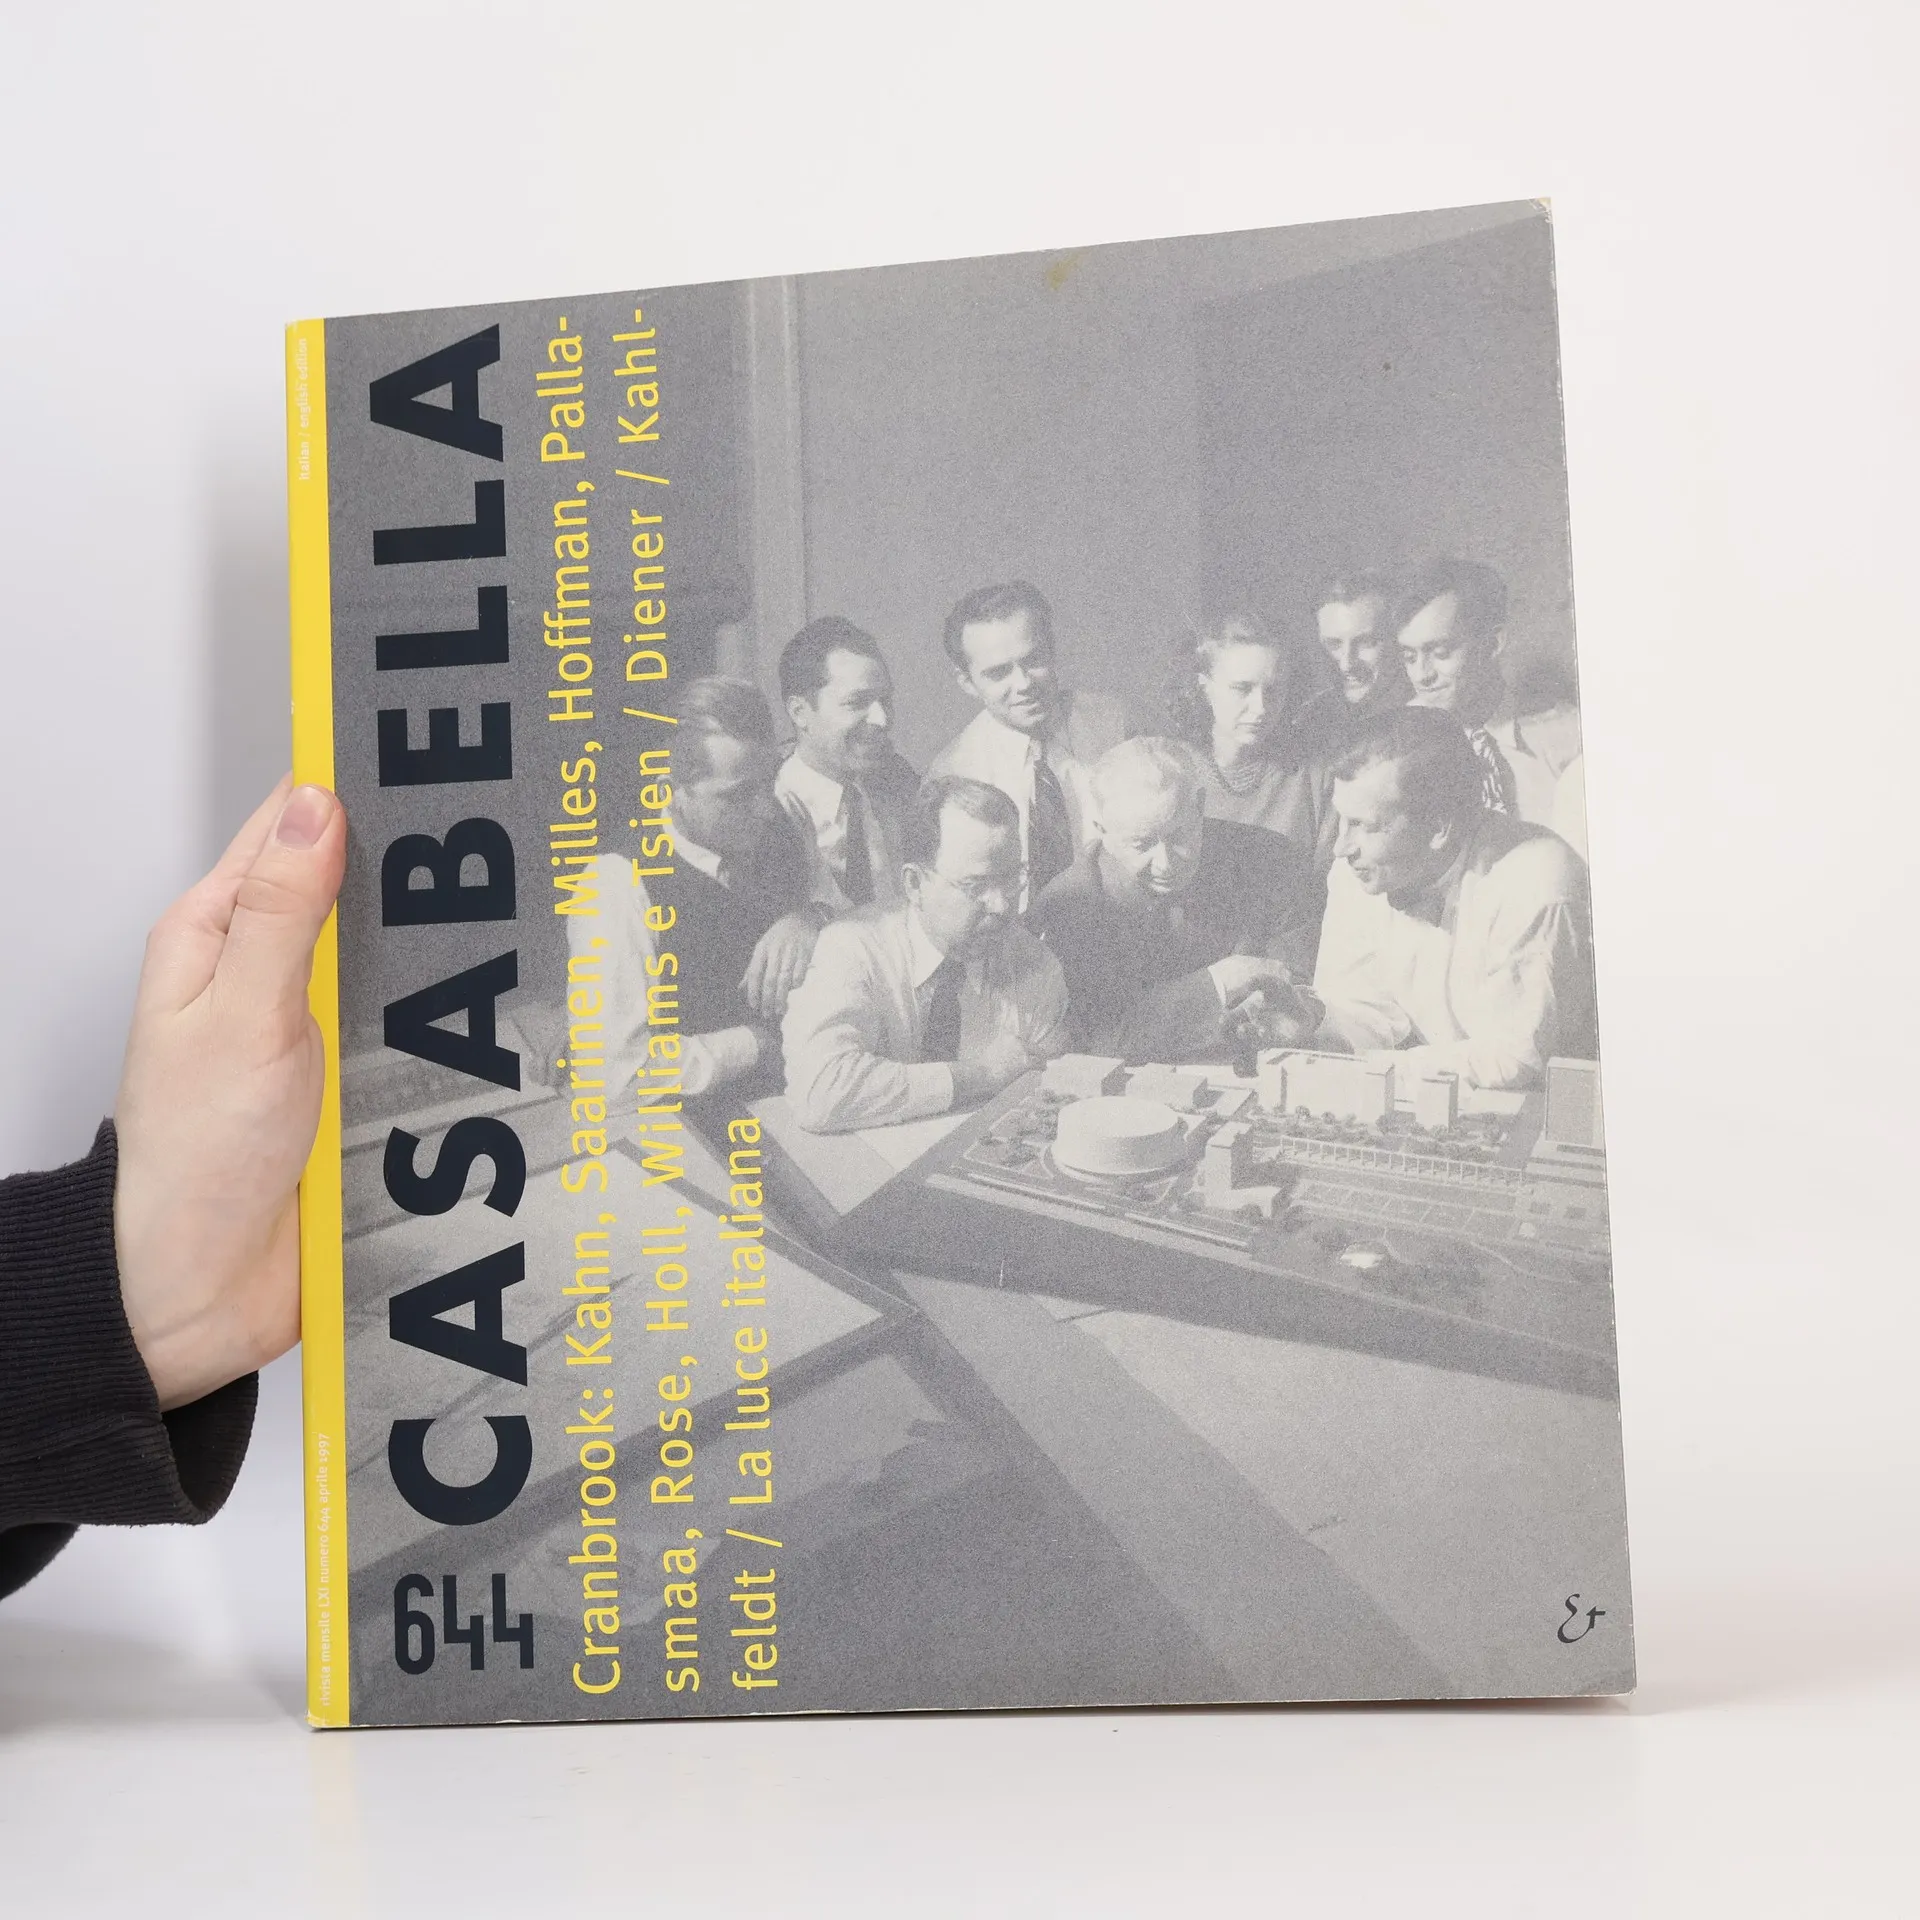 rivista mensile LXI numero 644 aprile 1997
italian / english edition
644 CASABELLA
Cranbrook: Kahn, Saarinen, Milles, Hoffman, Palla-
smaa, Rose, Holl, Williams e Tsien / Diener / Kahl-
feldt / La luce italiana